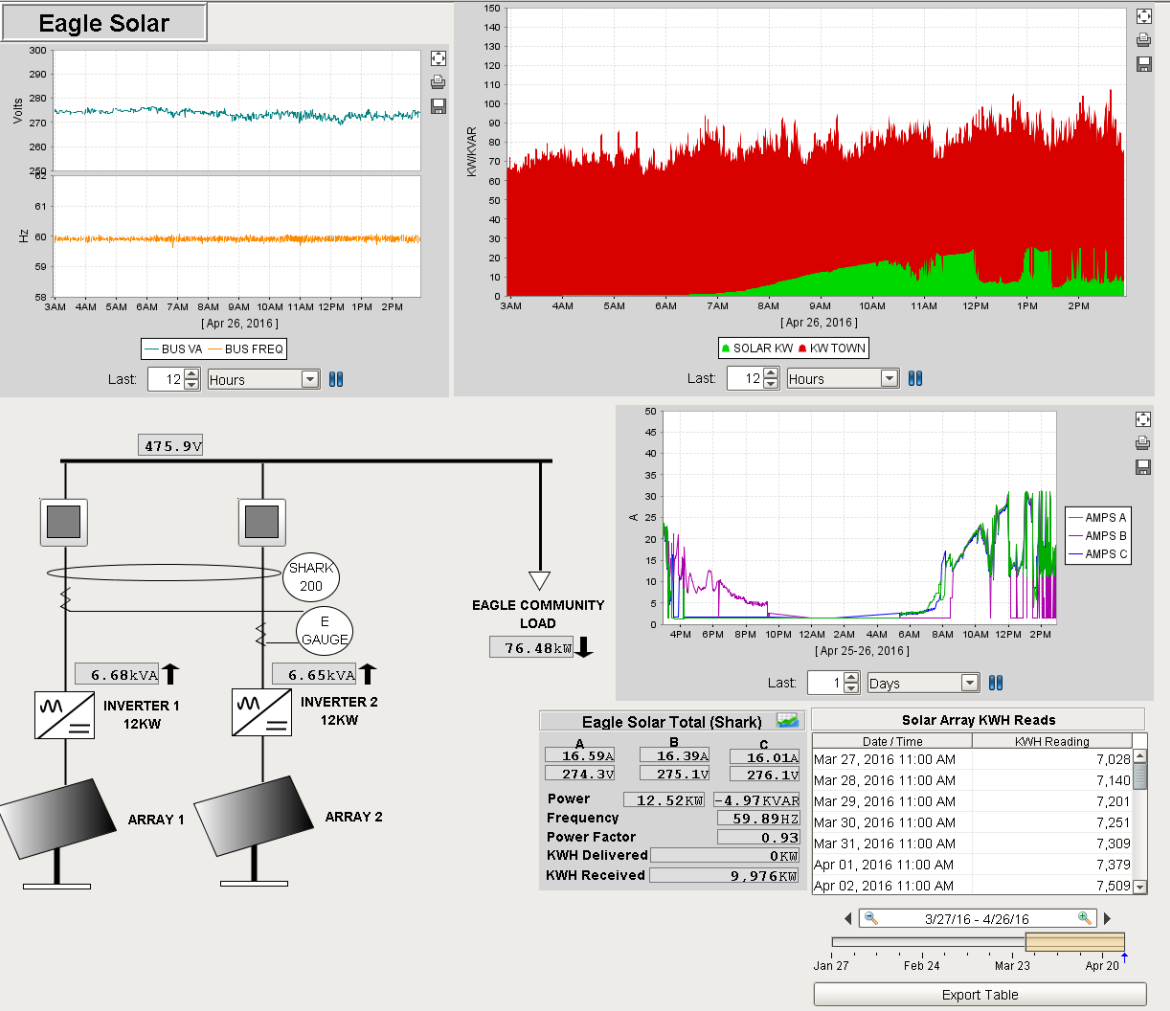 Eagle Solar
300
290
280
270
260
250
Volts
62
61
60
59
58
Hz
3AM 4AM 5AM 6AM 7AM 8AM 9AM 10AM 11AM 12PM 1PM 2PM
[Apr 26, 2016]
BUS VA BUS FREQ
Last: 12 Hours
150
140
130
120
110
100
90
80
70
60
50
40
30
20
10
0
KW/KVAR
3AM 4AM 5AM 6AM 7AM 8AM 9AM 10AM 11AM 12PM 1PM 2PM
[Apr 26, 2016]
SOLAR KW KW TOWN
Last: 12 Hours
475.9V
SHARK
200
E
GAUGE
EAGLE COMMUNITY
LOAD
76.48kW
6.68kVA
6.65kVA
INVERTER 1
12KW
INVERTER 2
12KW
ARRAY 1
ARRAY 2
50
45
40
35
30
25
20
15
10
5
0
A
4PM 6PM 8PM 10PM 12AM 2AM 4AM 6AM 8AM 10AM 12PM 2PM
[Apr 25-26, 2016]
AMPS A
AMPS B
AMPS C
Last: 1 Days
Eagle Solar Total (Shark)
A B C
16.59A 16.39A 16.01A
274.3V 275.1V 276.1V
Power 12.52KW -4.97KVAR
Frequency 59.89HZ
Power Factor 0.93
KWH Delivered 0KW
KWH Received 9,976KW
Solar Array KWH Reads
Date / Time KWH Reading
Mar 27, 2016 11:00 AM 7,028
Mar 28, 2016 11:00 AM 7,140
Mar 29, 2016 11:00 AM 7,201
Mar 30, 2016 11:00 AM 7,251
Mar 31, 2016 11:00 AM 7,309
Apr 01, 2016 11:00 AM 7,379
Apr 02, 2016 11:00 AM 7,509
3/27/16 - 4/26/16
Jan 27 Feb 24 Mar 23 Apr 20
Export Table